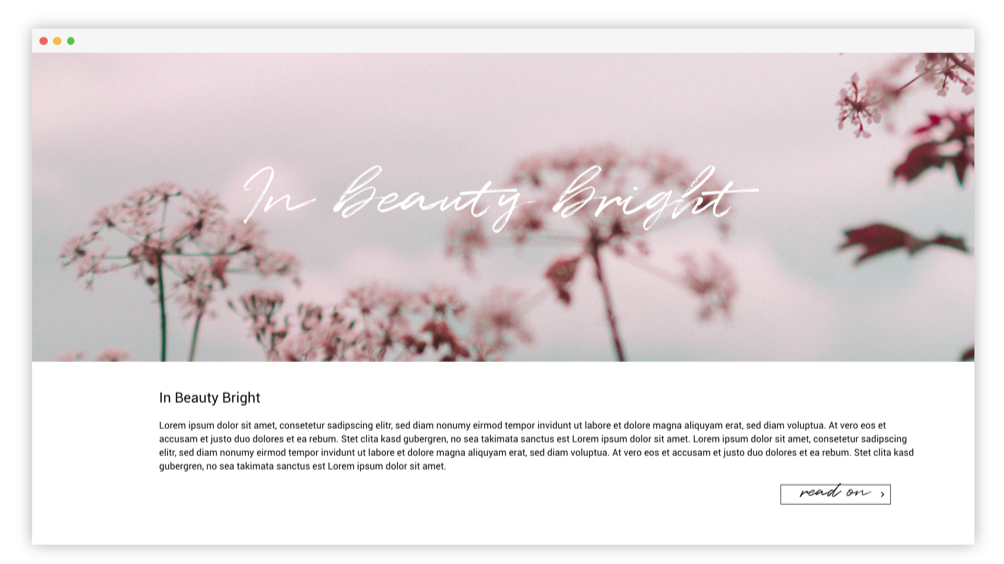 In Beauty Bright
In Beauty Bright
Lorem ipsum dolor sit amet, consetetur sadipscing elitr, sed diam nonumy eirmod tempor invidunt ut labore et dolore magna aliquyam erat, sed diam voluptua. At vero eos et
accusam et justo duo dolores et ea rebum. Stet clita kasd gubergren, no sea takimata sanctus est Lorem ipsum dolor sit amet. Lorem ipsum dolor sit amet, consetetur sadipscing
elitr, sed diam nonumy eirmod tempor invidunt ut labore et dolore magna aliquyam erat, sed diam voluptua. At vero eos et accusam et justo duo dolores et ea rebum. Stet clita kasd
gubergren, no sea takimata sanctus est Lorem ipsum dolor sit amet.
read on ›